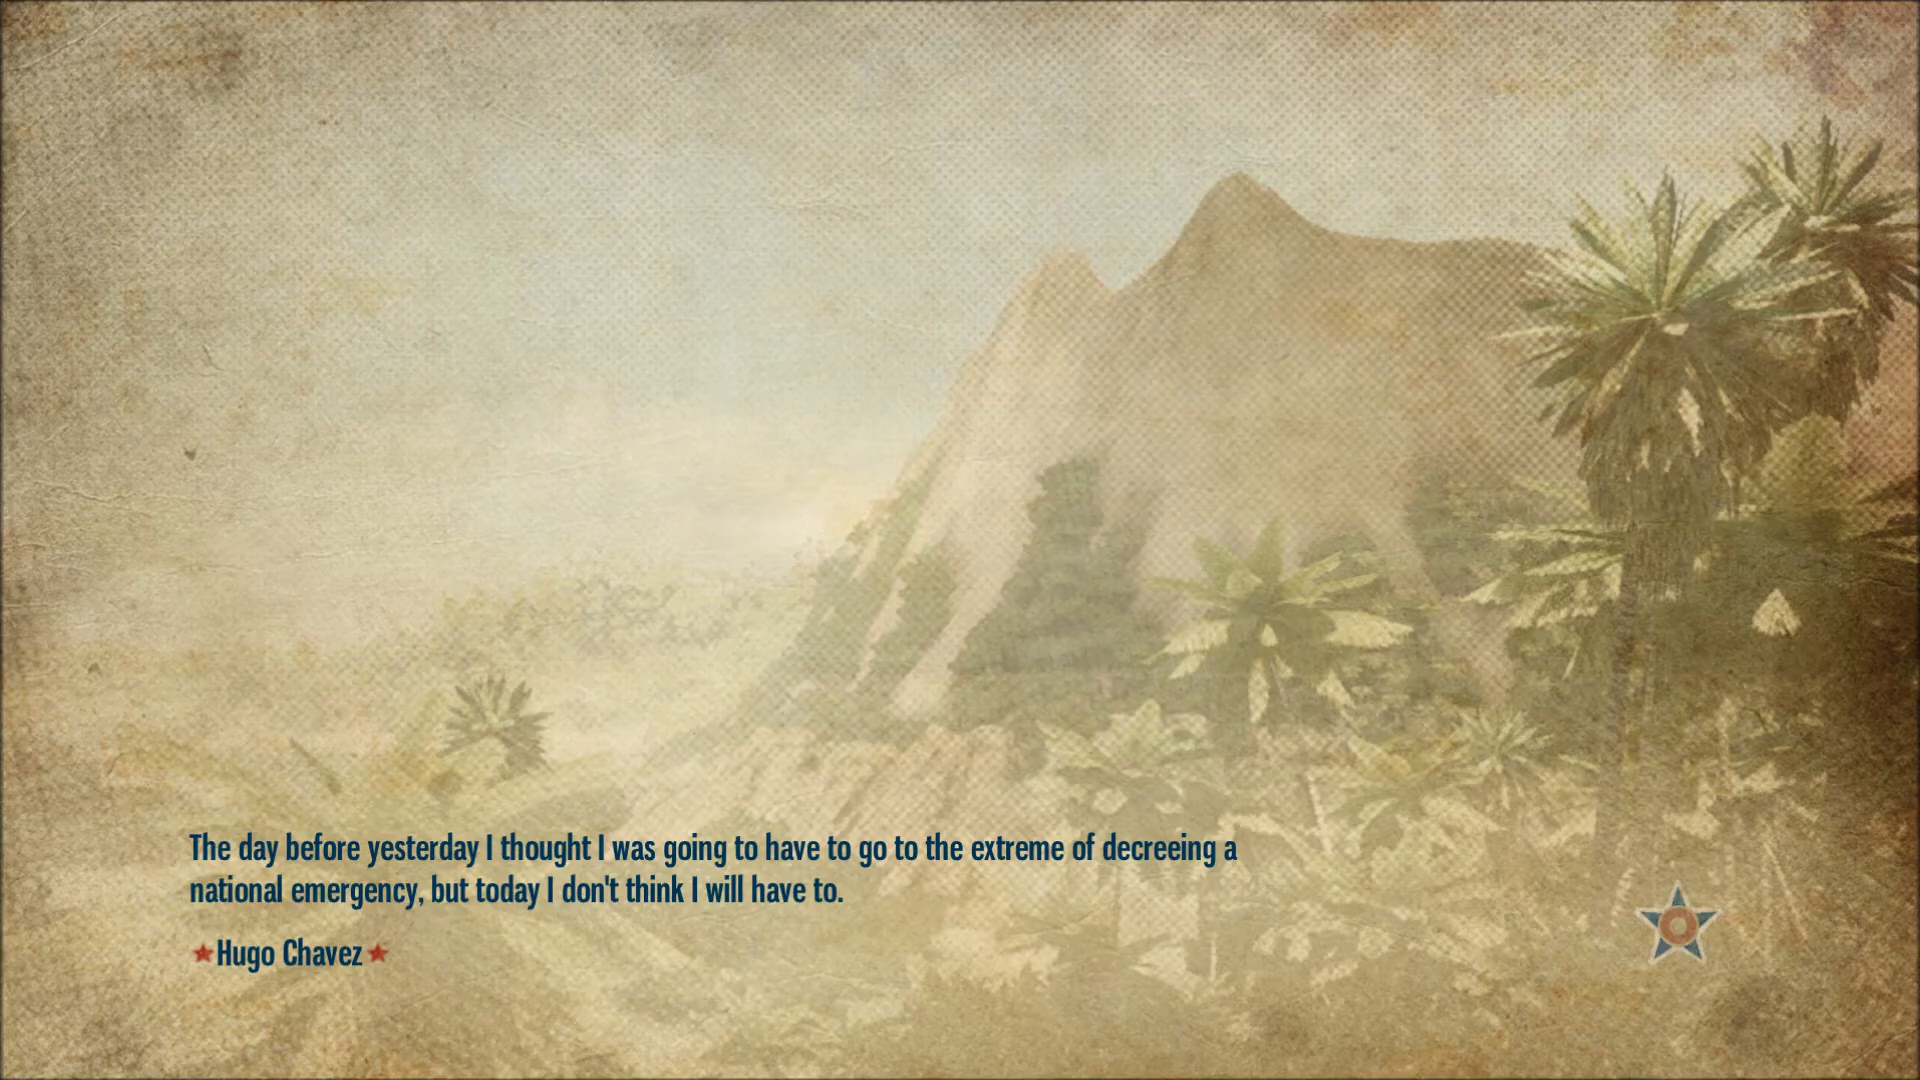 The day before yesterday I thought I was going to have to go to the extreme of decreeing a
national emergency, but today I don't think I will have to.
Hugo Chavez